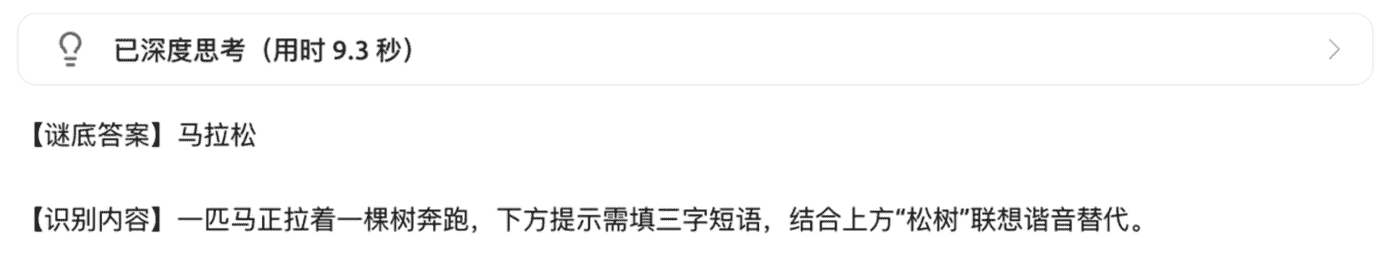 已深度思考（用时 9.3 秒）
【谜底答案】马拉松
【识别内容】一匹马正拉着一棵树奔跑，下方提示需填三字短语，结合上方“松树”联想谐音替代。